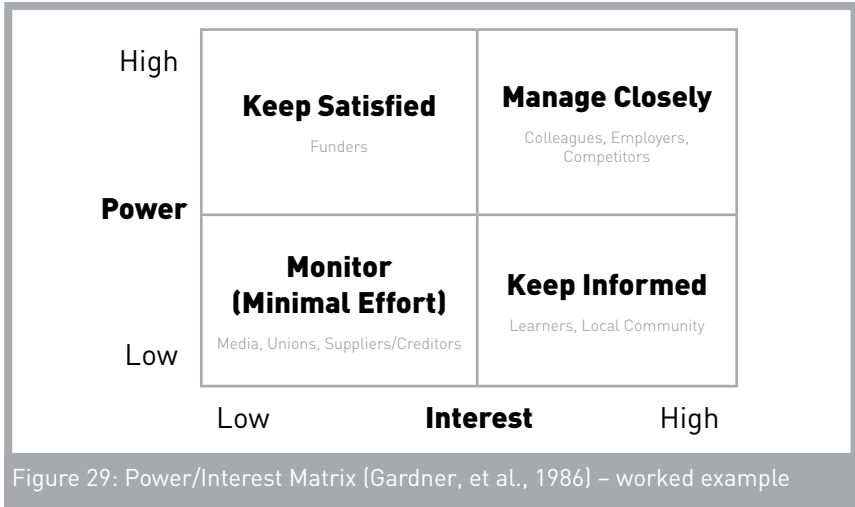 High
Keep Satisfied
Funders
Manage Closely
Colleagues, Employers,
Competitors
Power
Monitor
(Minimal Effort)
Media, Unions, Suppliers/Creditors
Keep Informed
Learners, Local Community
Low
Low
Interest
High
Figure 29: Power/Interest Matrix (Gardner, et al., 1986) – worked example